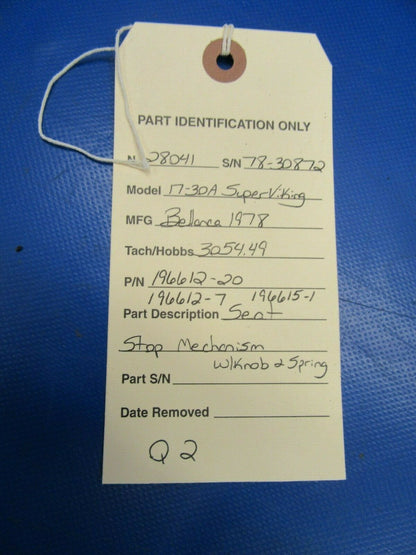 PART IDENTIFICATION ONLY
N 28041 S/N 78-30872
Model 17-30A Super Viking
MFG Bellanca 1978
Tach/Hobbs 3054.49
P/N 196612-20
196612-7 196615-1
Part Description Seat
Stop Mechanism
W/Knob & Spring
Part S/N
Date Removed
Q2